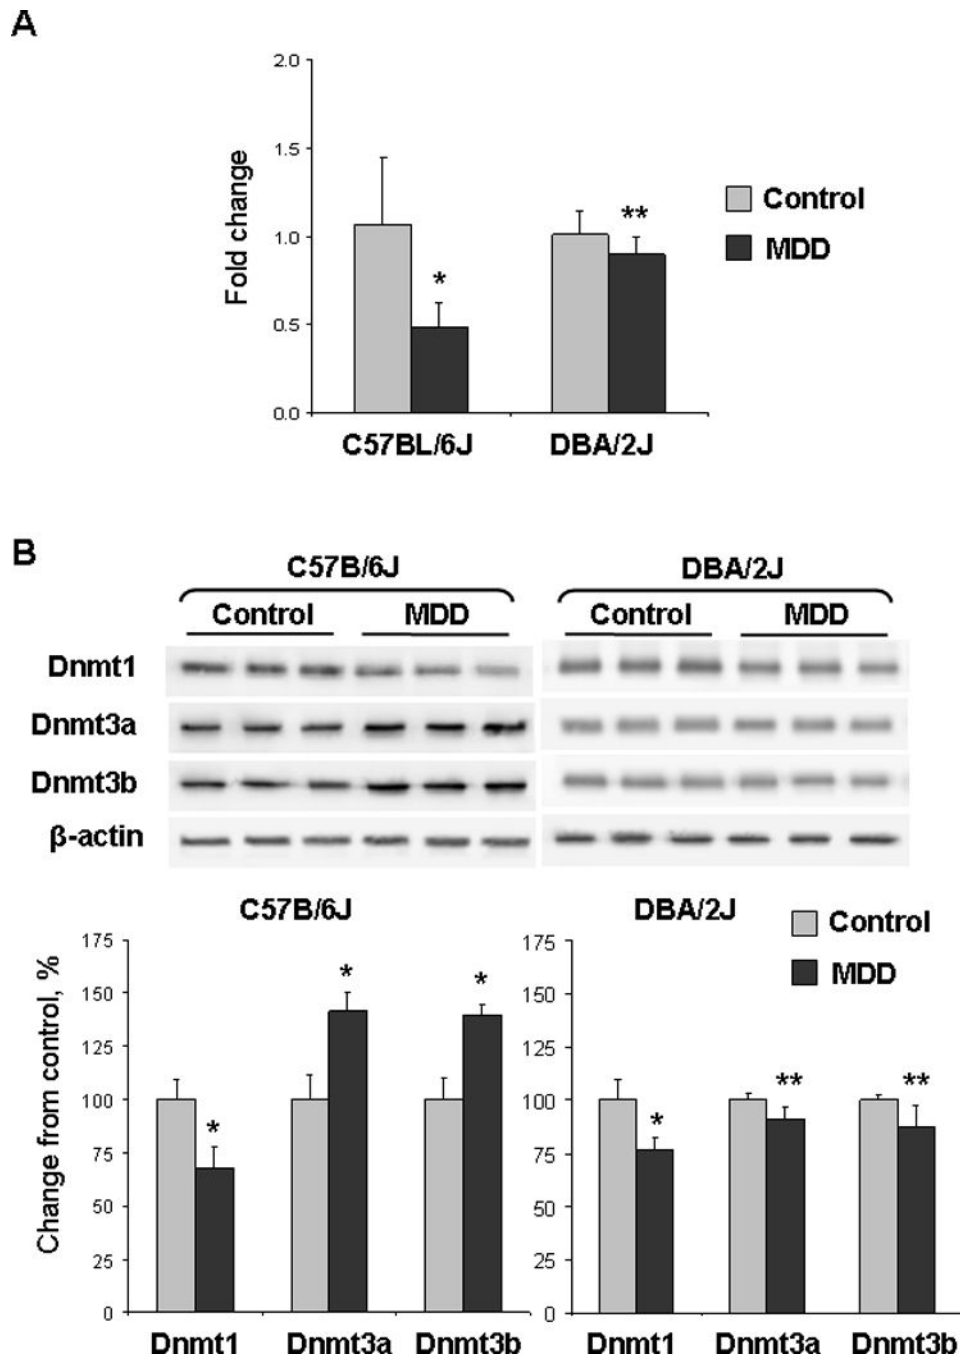 A
2.0
1.5
1.0
0.5
0.0
Fold change
*
**
Control
MDD
C57BL/6J
DBA/2J
B
C57B/6J
DBA/2J
Control
MDD
Control
MDD
Dnmt1
Dnmt3a
Dnmt3b
β-actin
C57B/6J
175
150
125
100
75
50
25
0
Change from control, %
*
*
*
Dnmt1
Dnmt3a
Dnmt3b
DBA/2J
Control
MDD
175
150
125
100
75
50
25
0
*
**
**
Dnmt1
Dnmt3a
Dnmt3b